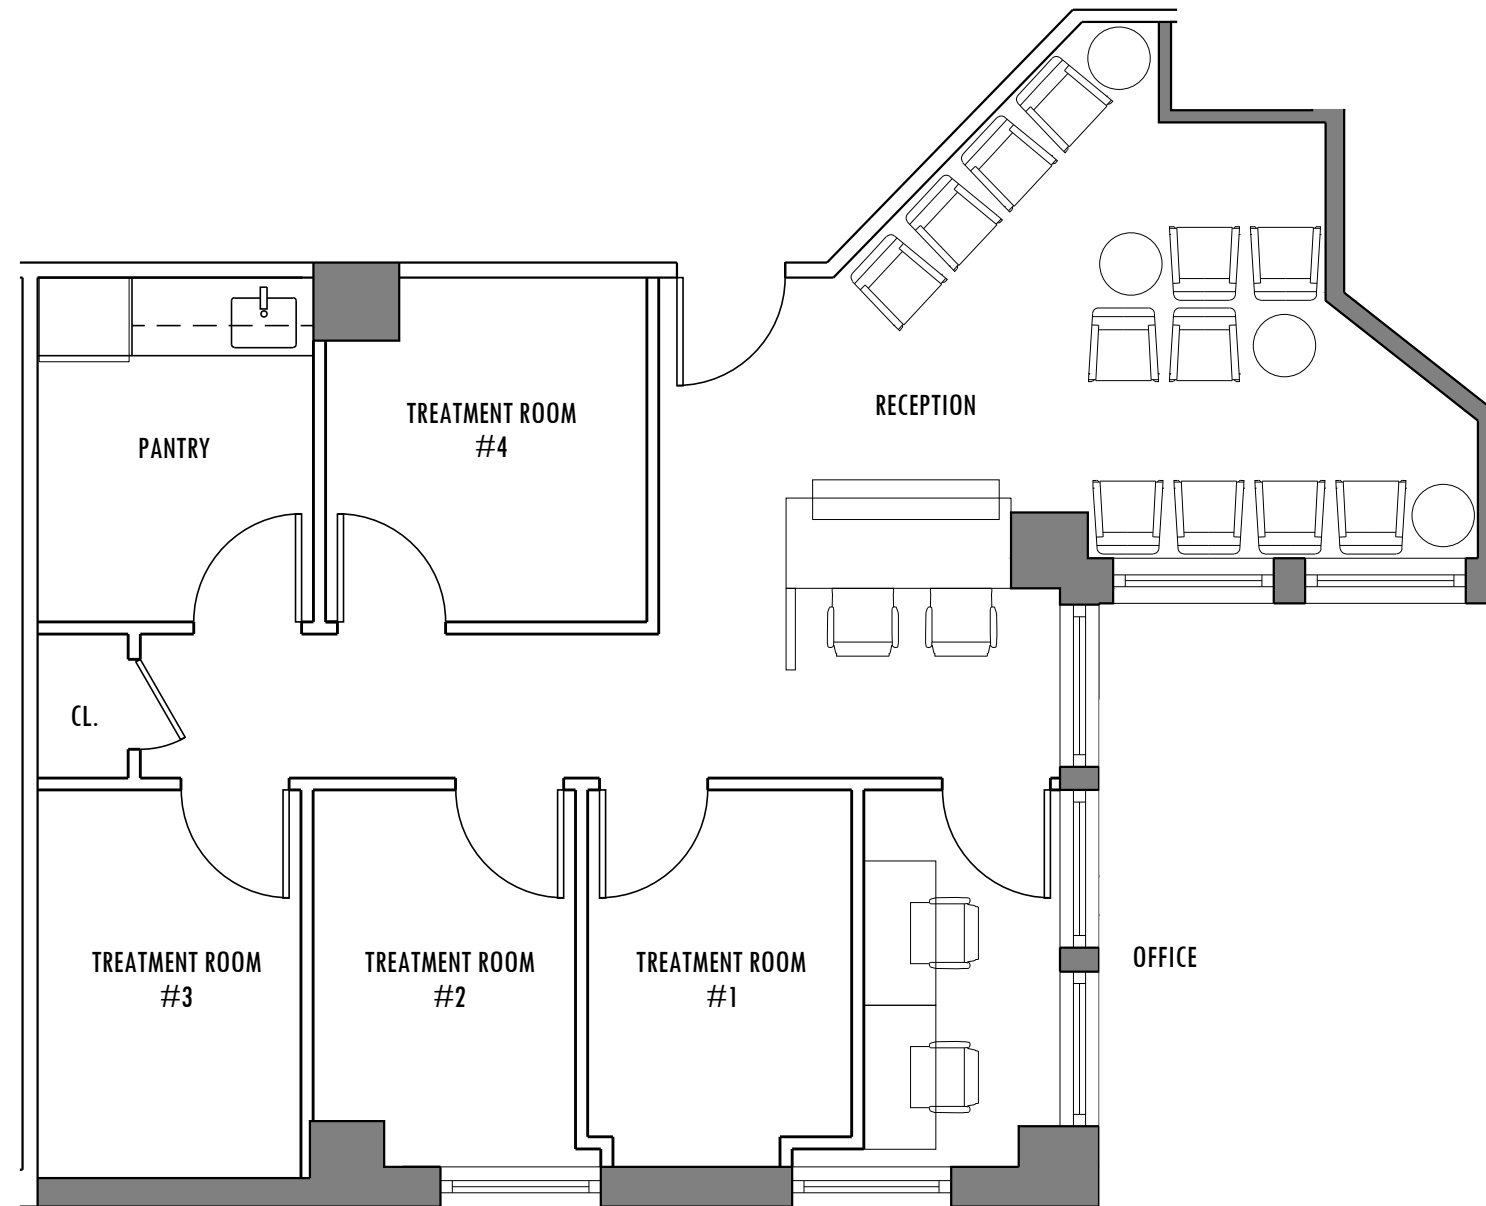 TREATMENT ROOM
#4
RECEPTION
PANTRY
CL.
TREATMENT ROOM
#3
TREATMENT ROOM
#2
TREATMENT ROOM
#1
OFFICE